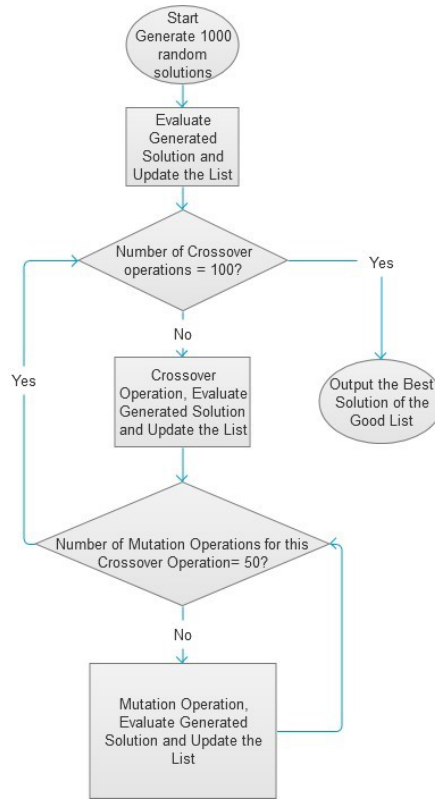 Start
Generate 1000
random
solutions
Evaluate
Generated
Solution and
Update the List
Number of Crossover
operations = 100?
Yes
No
Yes
Crossover
Operation, Evaluate
Generated Solution
and Update the List
Output the Best
Solution of the
Good List
Number of Mutation Operations for this
Crossover Operation= 50?
No
Mutation Operation,
Evaluate Generated
Solution and Update the
List